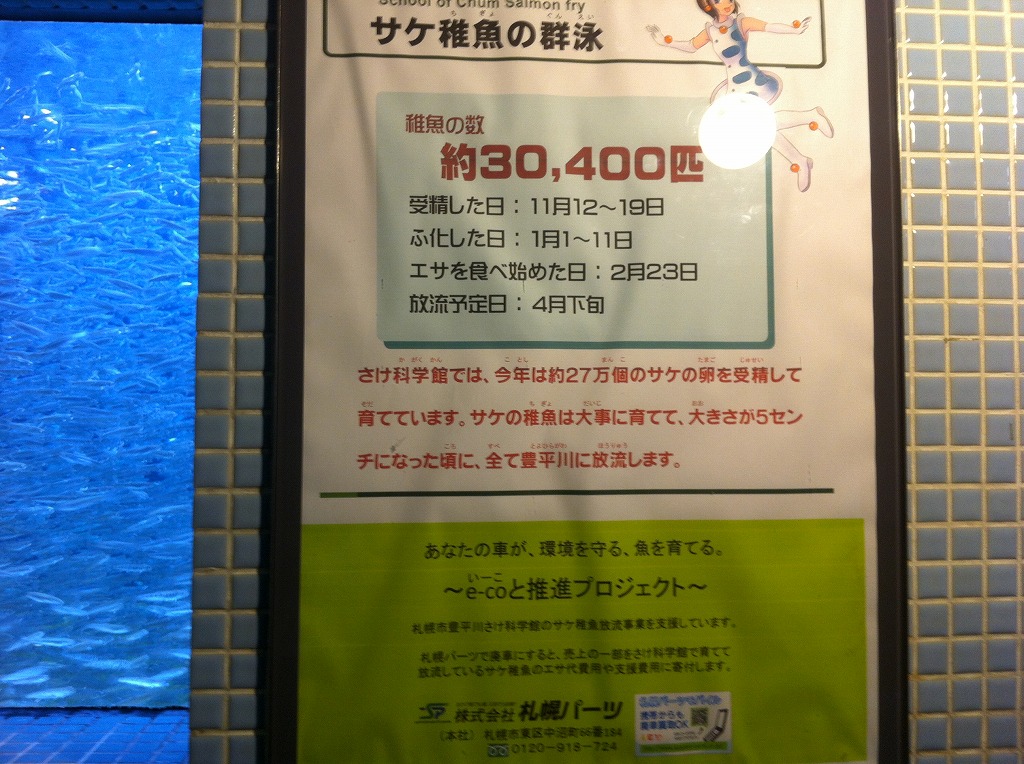 School of Chum Salmon fry
サケ稚魚の群泳
稚魚の数
約30,400匹
受精した日：11月12～19日
ふ化した日：1月1～11日
エサを食べ始めた日：2月23日
放流予定日：4月下旬
さけ科学館では、今年は約27万個のサケの卵を受精して
育てています。サケの稚魚は大事に育てて、大きさが5セン
チになった頃に、全て豊平川に放流します。
あなたの車が、環境を守る、魚を育てる。
～e-coと推進プロジェクト～
札幌市豊平川さけ科学館のサケ稚魚放流事業を支援しています。
札幌パーツで廃車にすると、売上の一部をさけ科学館で育てて
放流しているサケ稚魚のエサ代費用や支援費用に寄付します。
SP 株式会社 札幌パーツ
（本社）札幌市東区中沼町66番184
0120-918-724
携帯からも
廃車買取OK